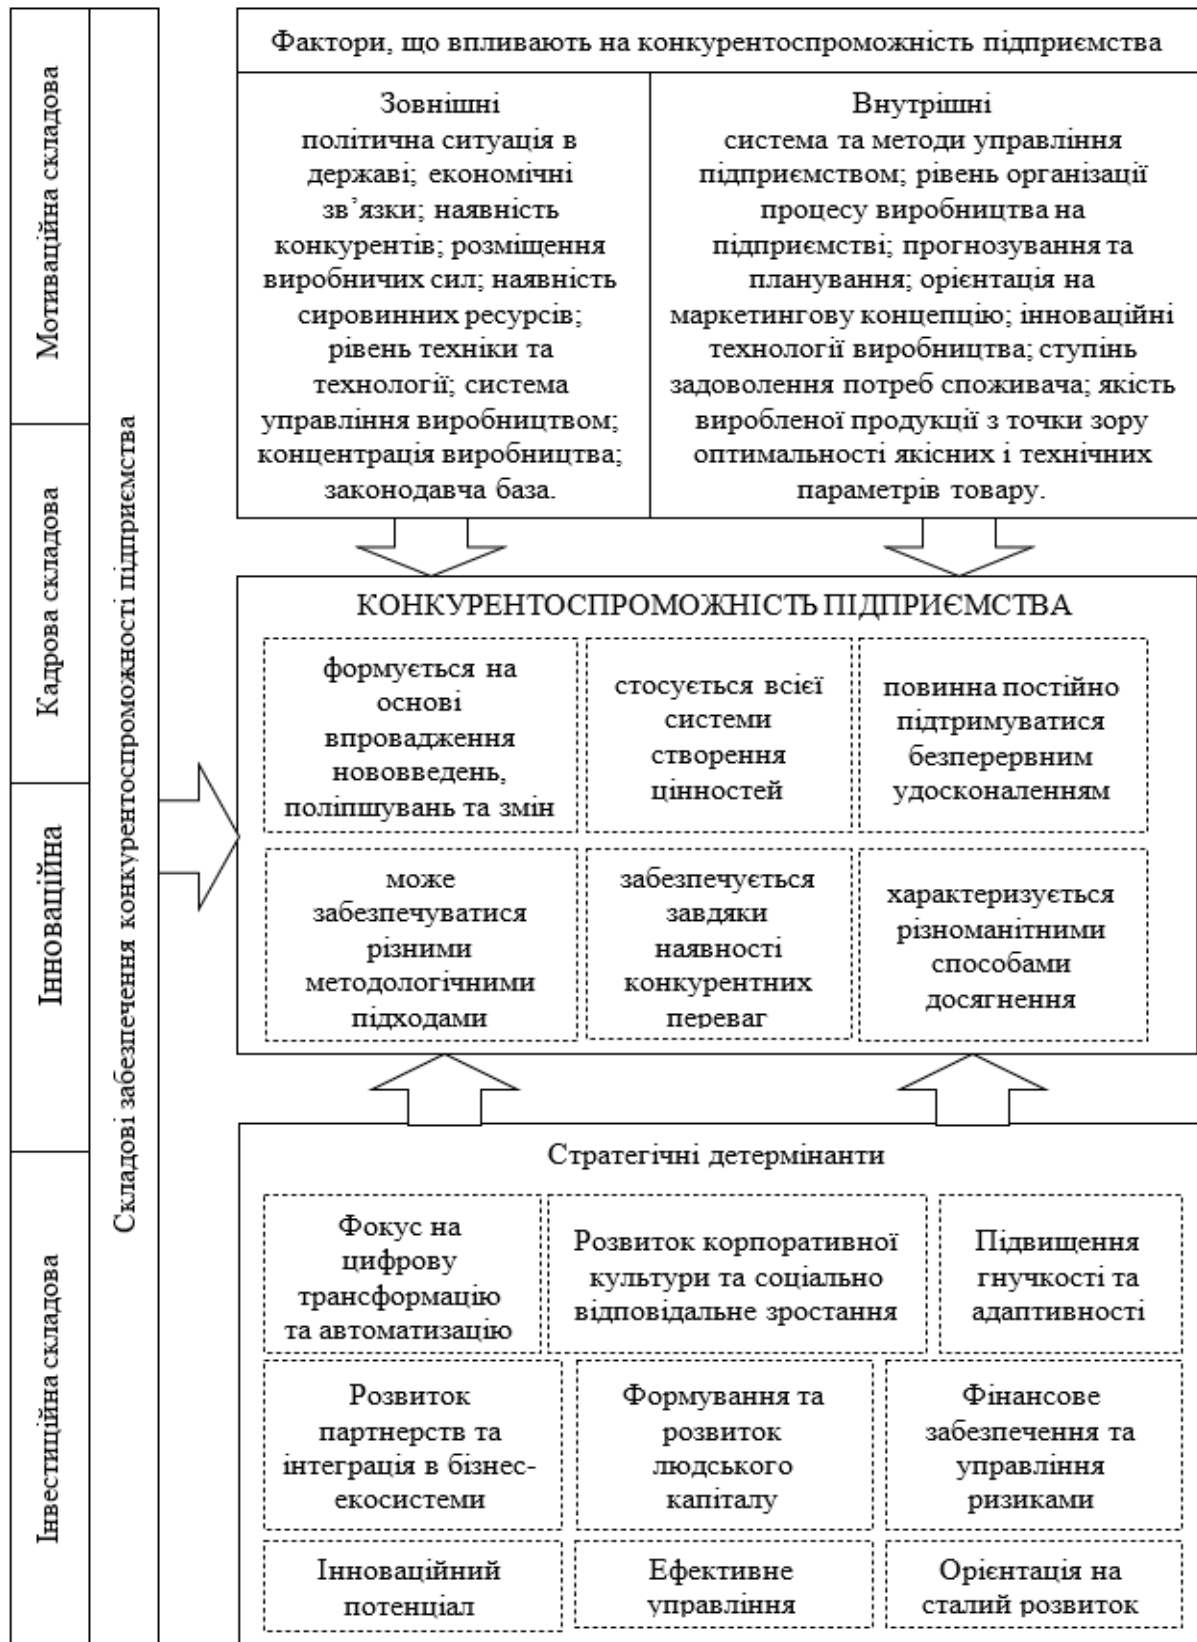 Мотиваційна складова
Кадрова складова
Інноваційна
Інвестиційна складова
Складові забезпечення конкурентоспроможності підприємства
Фактори, що впливають на конкурентоспроможність підприємства
Зовнішні
політична ситуація в
державі; економічні
зв’язки; наявність
конкурентів; розміщення
виробничих сил; наявність
сировинних ресурсів;
рівень техніки та
технології; система
управління виробництвом;
концентрація виробництва;
законодавча база.
Внутрішні
система та методи управління
підприємством; рівень організації
процесу виробництва на
підприємстві; прогнозування та
планування; орієнтація на
маркетингову концепцію; інноваційні
технології виробництва; ступінь
задоволення потреб споживача; якість
виробленої продукції з точки зору
оптимальності якісних і технічних
параметрів товару.
КОНКУРЕНТОСПРОМОЖНІСТЬ ПІДПРИЄМСТВА
формується на
основі
впровадження
нововведень,
поліпшувань та змін
стосується всієї
системи
створення
цінностей
повинна постійно
підтримуватися
безперервним
удосконаленням
може
забезпечуватися
різними
методологічними
підходами
забезпечується
завдяки
наявності
конкурентних
переваг
характеризується
різноманітними
способами
досягнення
Стратегічні детермінанти
Фокус на
цифрову
трансформацію
та автоматизацію
Розвиток корпоративної
культури та соціально
відповідальне зростання
Підвищення
гнучкості та
адаптивності
Розвиток
партнерств та
інтеграція в бізнес-
екосистеми
Формування та
розвиток
людського
капіталу
Фінансове
забезпечення та
управління
ризиками
Інноваційний
потенціал
Ефективне
управління
Орієнтація на
сталий розвиток